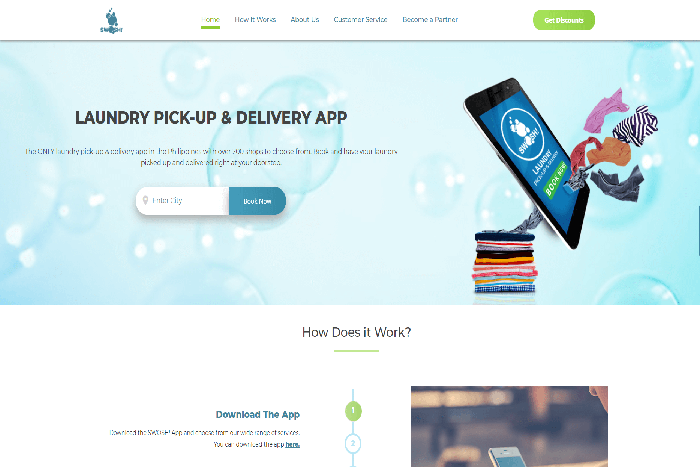 SWOSH!
Home
How It Works
About Us
Customer Service
Become a Partner
Get Discounts
LAUNDRY PICK-UP & DELIVERY APP
The ONLY laundry pick-up & delivery app in the Philippines with over 200 shops to choose from. Book and have your laundry
picked up and delivered right at your doorstep.
Enter City
Book Now
SWOSH!
LAUNDRY
PICK-UP & DELIVERY
BOOK NOW
How Does it Work?
Download The App
Download the SWOSH! App and choose from our wide range of services.
You can download the app here.
1
2